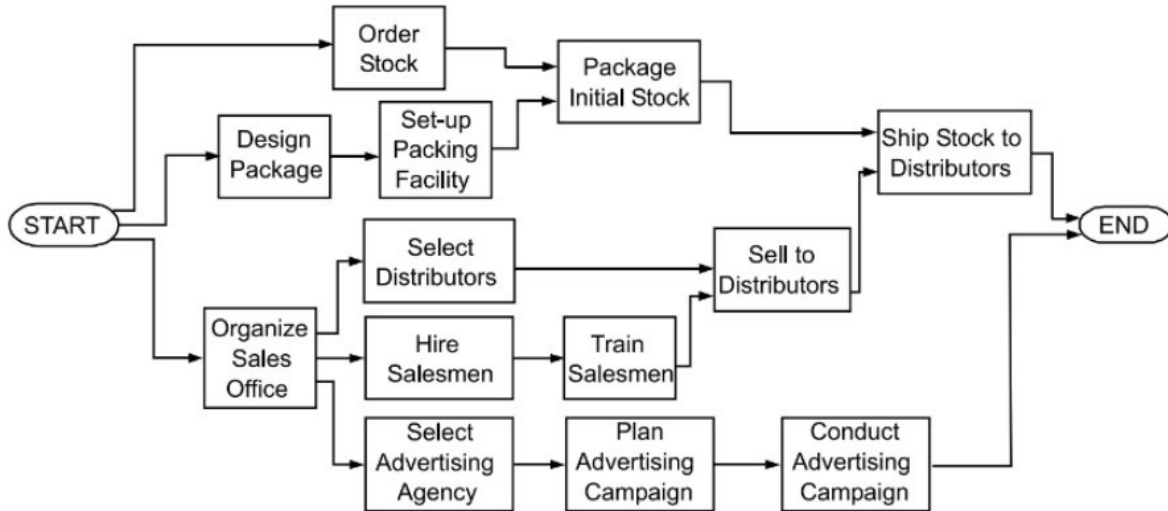 Order
Stock
Package
Initial Stock
Design
Package
Set-up
Packing
Facility
Ship Stock to
Distributors
START
END
Select
Distributors
Sell to
Distributors
Organize
Sales
Office
Hire
Salesmen
Train
Salesmen
Select
Advertising
Agency
Plan
Advertising
Campaign
Conduct
Advertising
Campaign